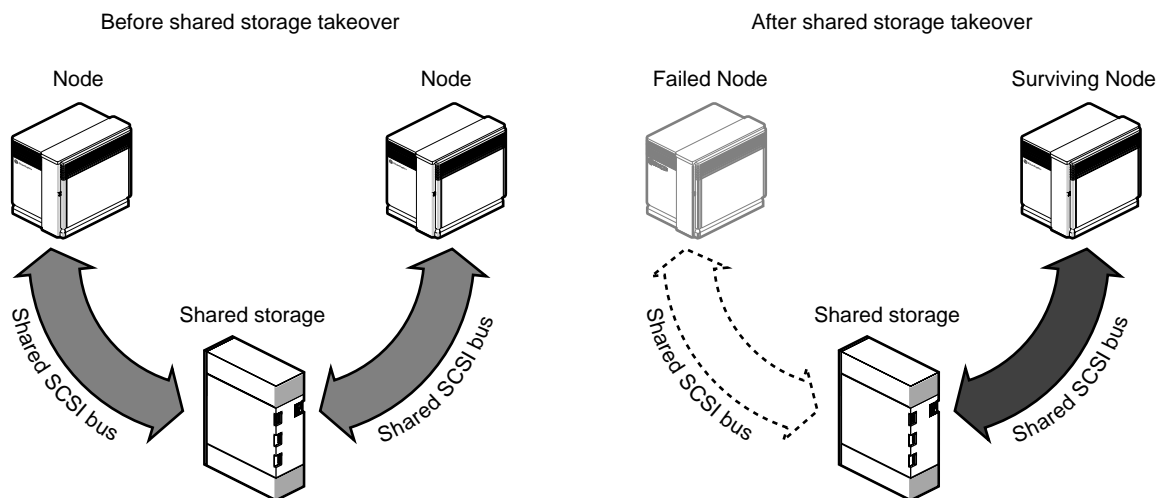 Before shared storage takeover
Node
Node
Shared storage
Shared SCSI bus
Shared SCSI bus
After shared storage takeover
Failed Node
Surviving Node
Shared storage
Shared SCSI bus
Shared SCSI bus